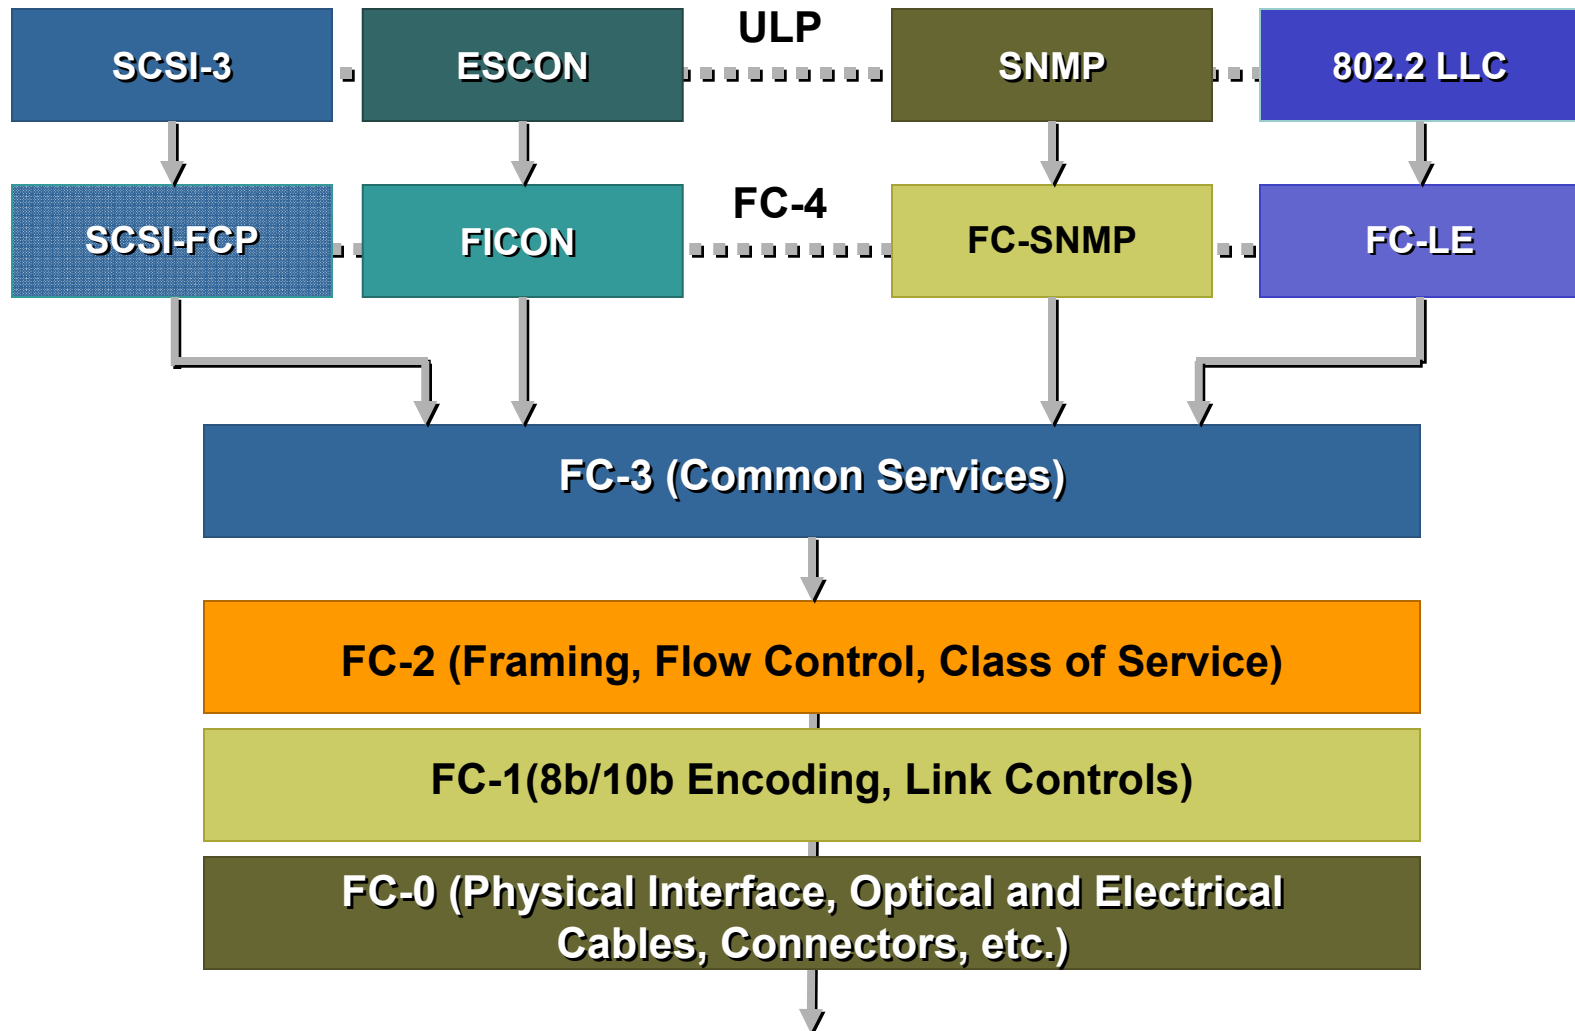 ULP
SCSI-3
ESCON
SNMP
802.2 LLC
FC-4
SCSI-FCP
FICON
FC-SNMP
FC-LE
FC-3 (Common Services)
FC-2 (Framing, Flow Control, Class of Service)
FC-1(8b/10b Encoding, Link Controls)
FC-0 (Physical Interface, Optical and Electrical
Cables, Connectors, etc.)